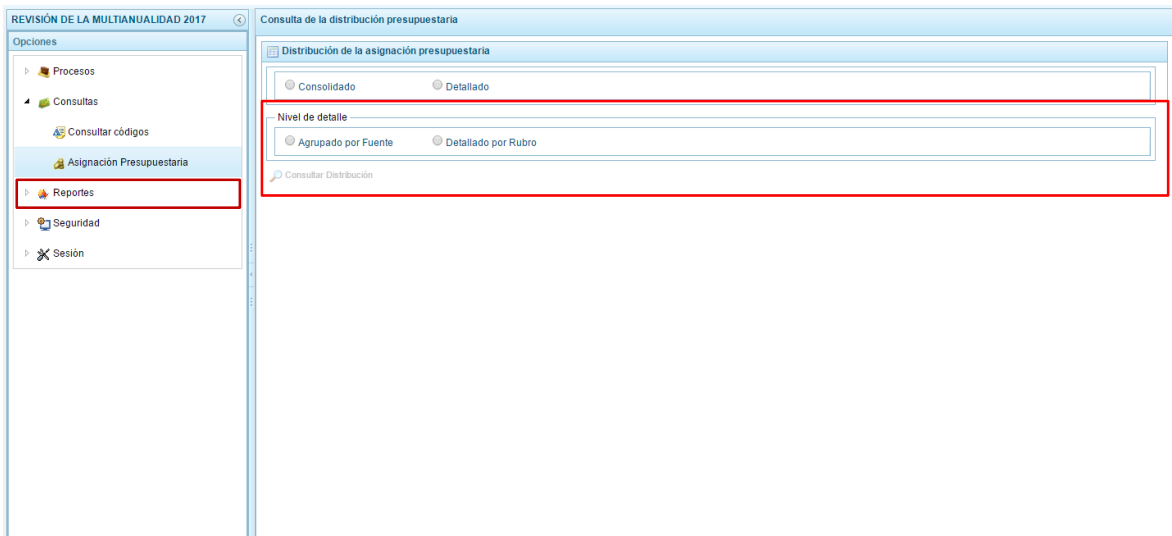 REVISIÓN DE LA MULTIANUALIDAD 2017
Opciones
Procesos
Consultas
Consultar códigos
Asignación Presupuestaria
Reportes
Seguridad
Sesión
Consulta de la distribución presupuestaria
Distribución de la asignación presupuestaria
Consolidado Detallado
Nivel de detalle
Agrupado por Fuente Detallado por Rubro
Consultar Distribución